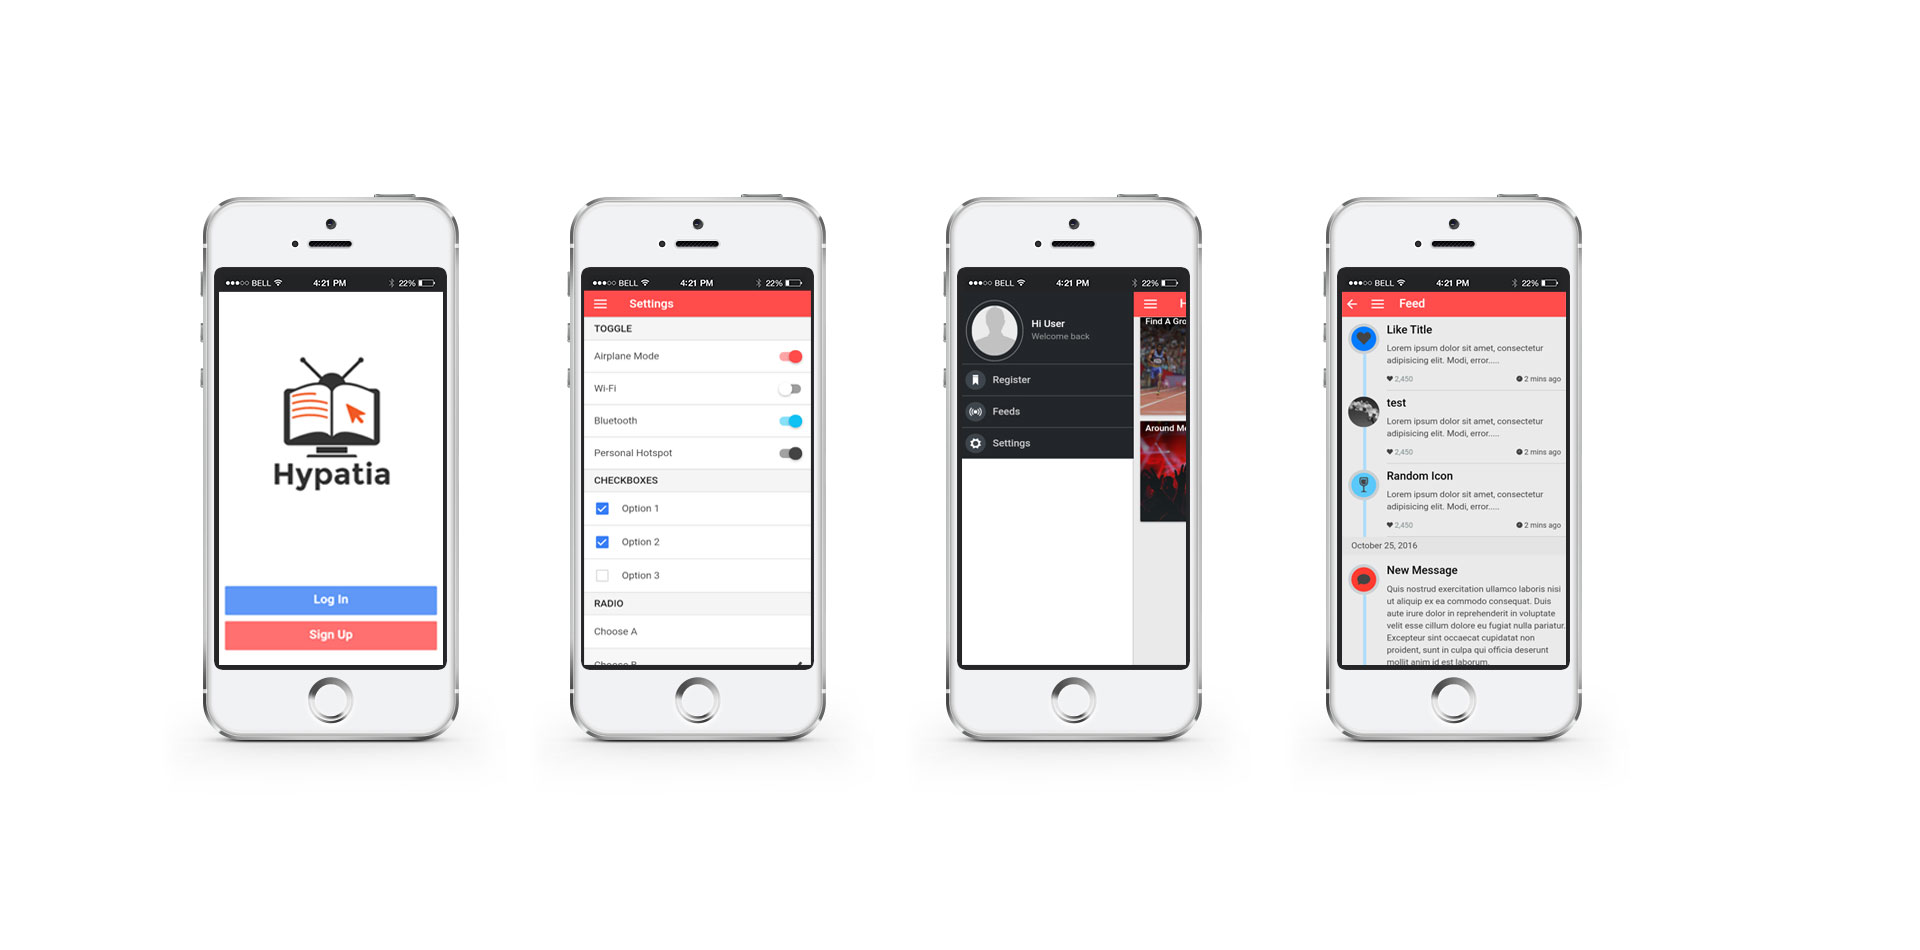 BELL 4:21 PM 22%
Hypatia
Log In
Sign Up
BELL 4:21 PM 22%
Settings
TOGGLE
Airplane Mode
Wi-Fi
Bluetooth
Personal Hotspot
CHECKBOXES
Option 1
Option 2
Option 3
RADIO
Choose A
Choose B
BELL 4:21 PM 22%
H
Find A Gro
Hi User
Welcome back
Register
Feeds
Around Me
Settings
BELL 4:21 PM 22%
Feed
Like Title
Lorem ipsum dolor sit amet, consectetur
adipisicing elit. Modi, error.....
2,450 2 mins ago
test
Lorem ipsum dolor sit amet, consectetur
adipisicing elit. Modi, error.....
2,450 2 mins ago
Random Icon
Lorem ipsum dolor sit amet, consectetur
adipisicing elit. Modi, error.....
2,450 2 mins ago
October 25, 2016
New Message
Quis nostrud exercitation ullamco laboris nisi
ut aliquip ex ea commodo consequat. Duis
aute irure dolor in reprehenderit in voluptate
velit esse cillum dolore eu fugiat nulla pariatur.
Excepteur sint occaecat cupidatat non
proident, sunt in culpa qui officia deserunt
mollit anim id est laborum.